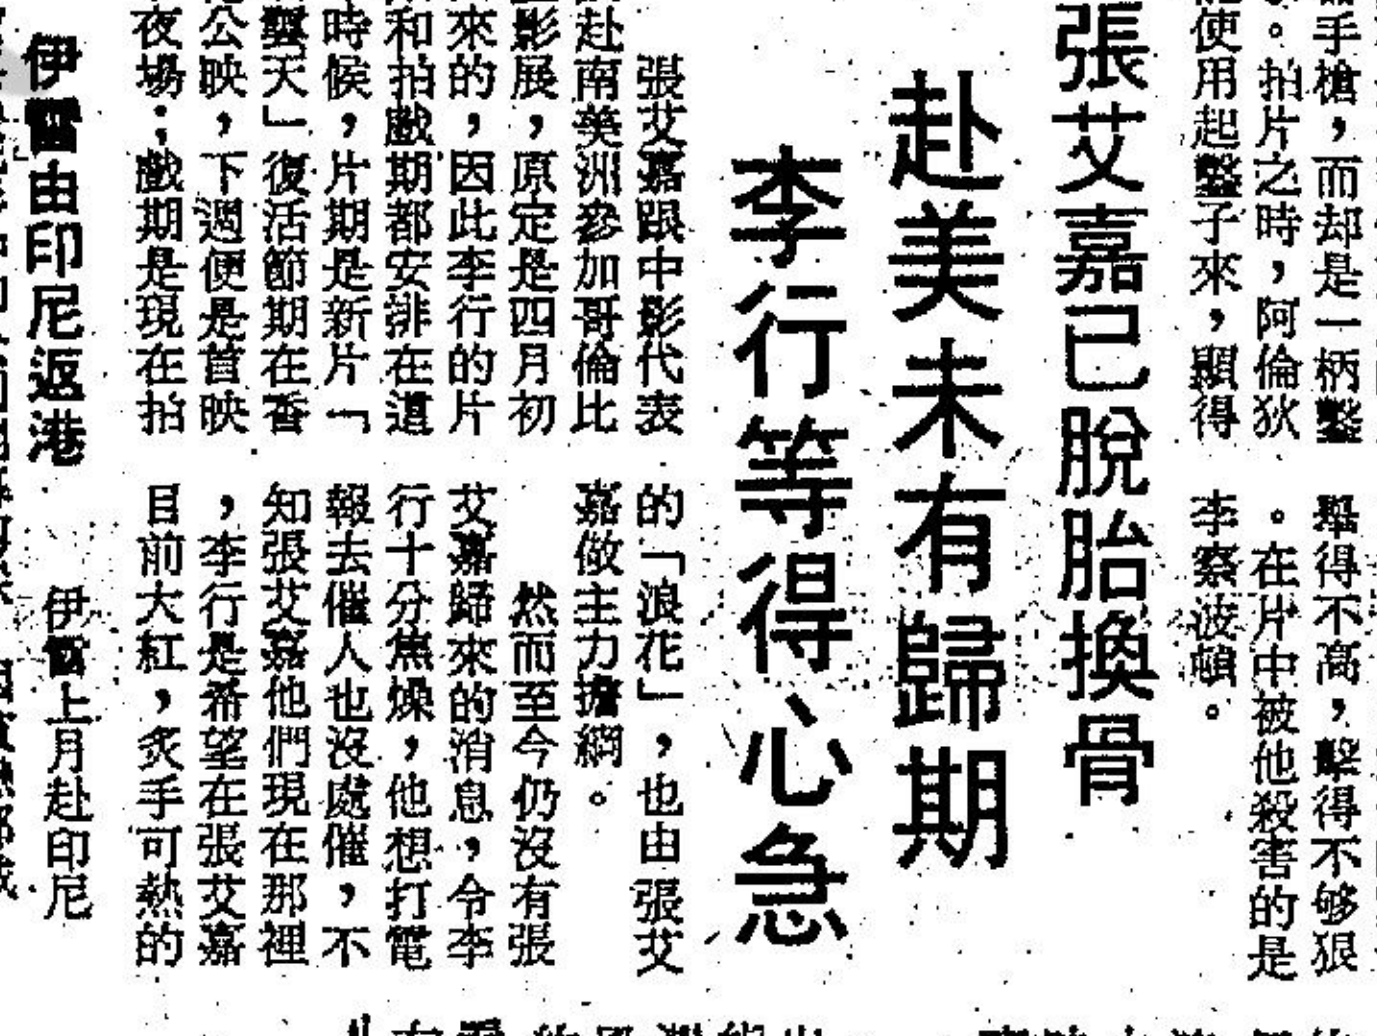 手槍，而却是一柄鑿
。拍片之時，阿倫狄
使用起鑿子來，顯得
舉得不高，擊得不够狠
。在片中被他殺害的是
李察波頓。
張艾嘉已脫胎換骨
赴美未有歸期
李行等得心急
張艾嘉跟中影代表
赴南美洲參加哥倫比
影展，原定是四月初
來的，因此李行的片
和拍戲期都安排在這
時候，片期是新片「
天」復活節期在香
公映，下週便是首映
夜場；戲期是現在拍
的「浪花」，也由張艾
嘉做主力擔綱。
然而至今仍沒有張
艾嘉歸來的消息，令李
行十分焦燥，他想打電
報去催人也沒處催，不
知張艾嘉他們現在那裡
，李行是希望在張艾嘉
目前大紅，炙手可熱的
伊雷由印尼返港
伊雷上月赴印尼